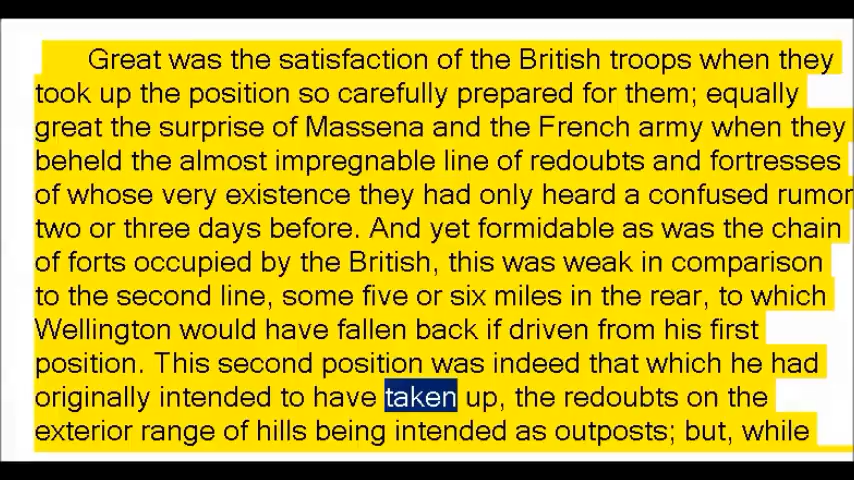 Great was the satisfaction of the British troops when they
took up the position so carefully prepared for them; equally
great the surprise of Massena and the French army when they
beheld the almost impregnable line of redoubts and fortresses
of whose very existence they had only heard a confused rumor
two or three days before. And yet formidable as was the chain
of forts occupied by the British, this was weak in comparison
to the second line, some five or six miles in the rear, to which
Wellington would have fallen back if driven from his first
position. This second position was indeed that which he had
originally intended to have taken up, the redoubts on the
exterior range of hills being intended as outposts; but, while